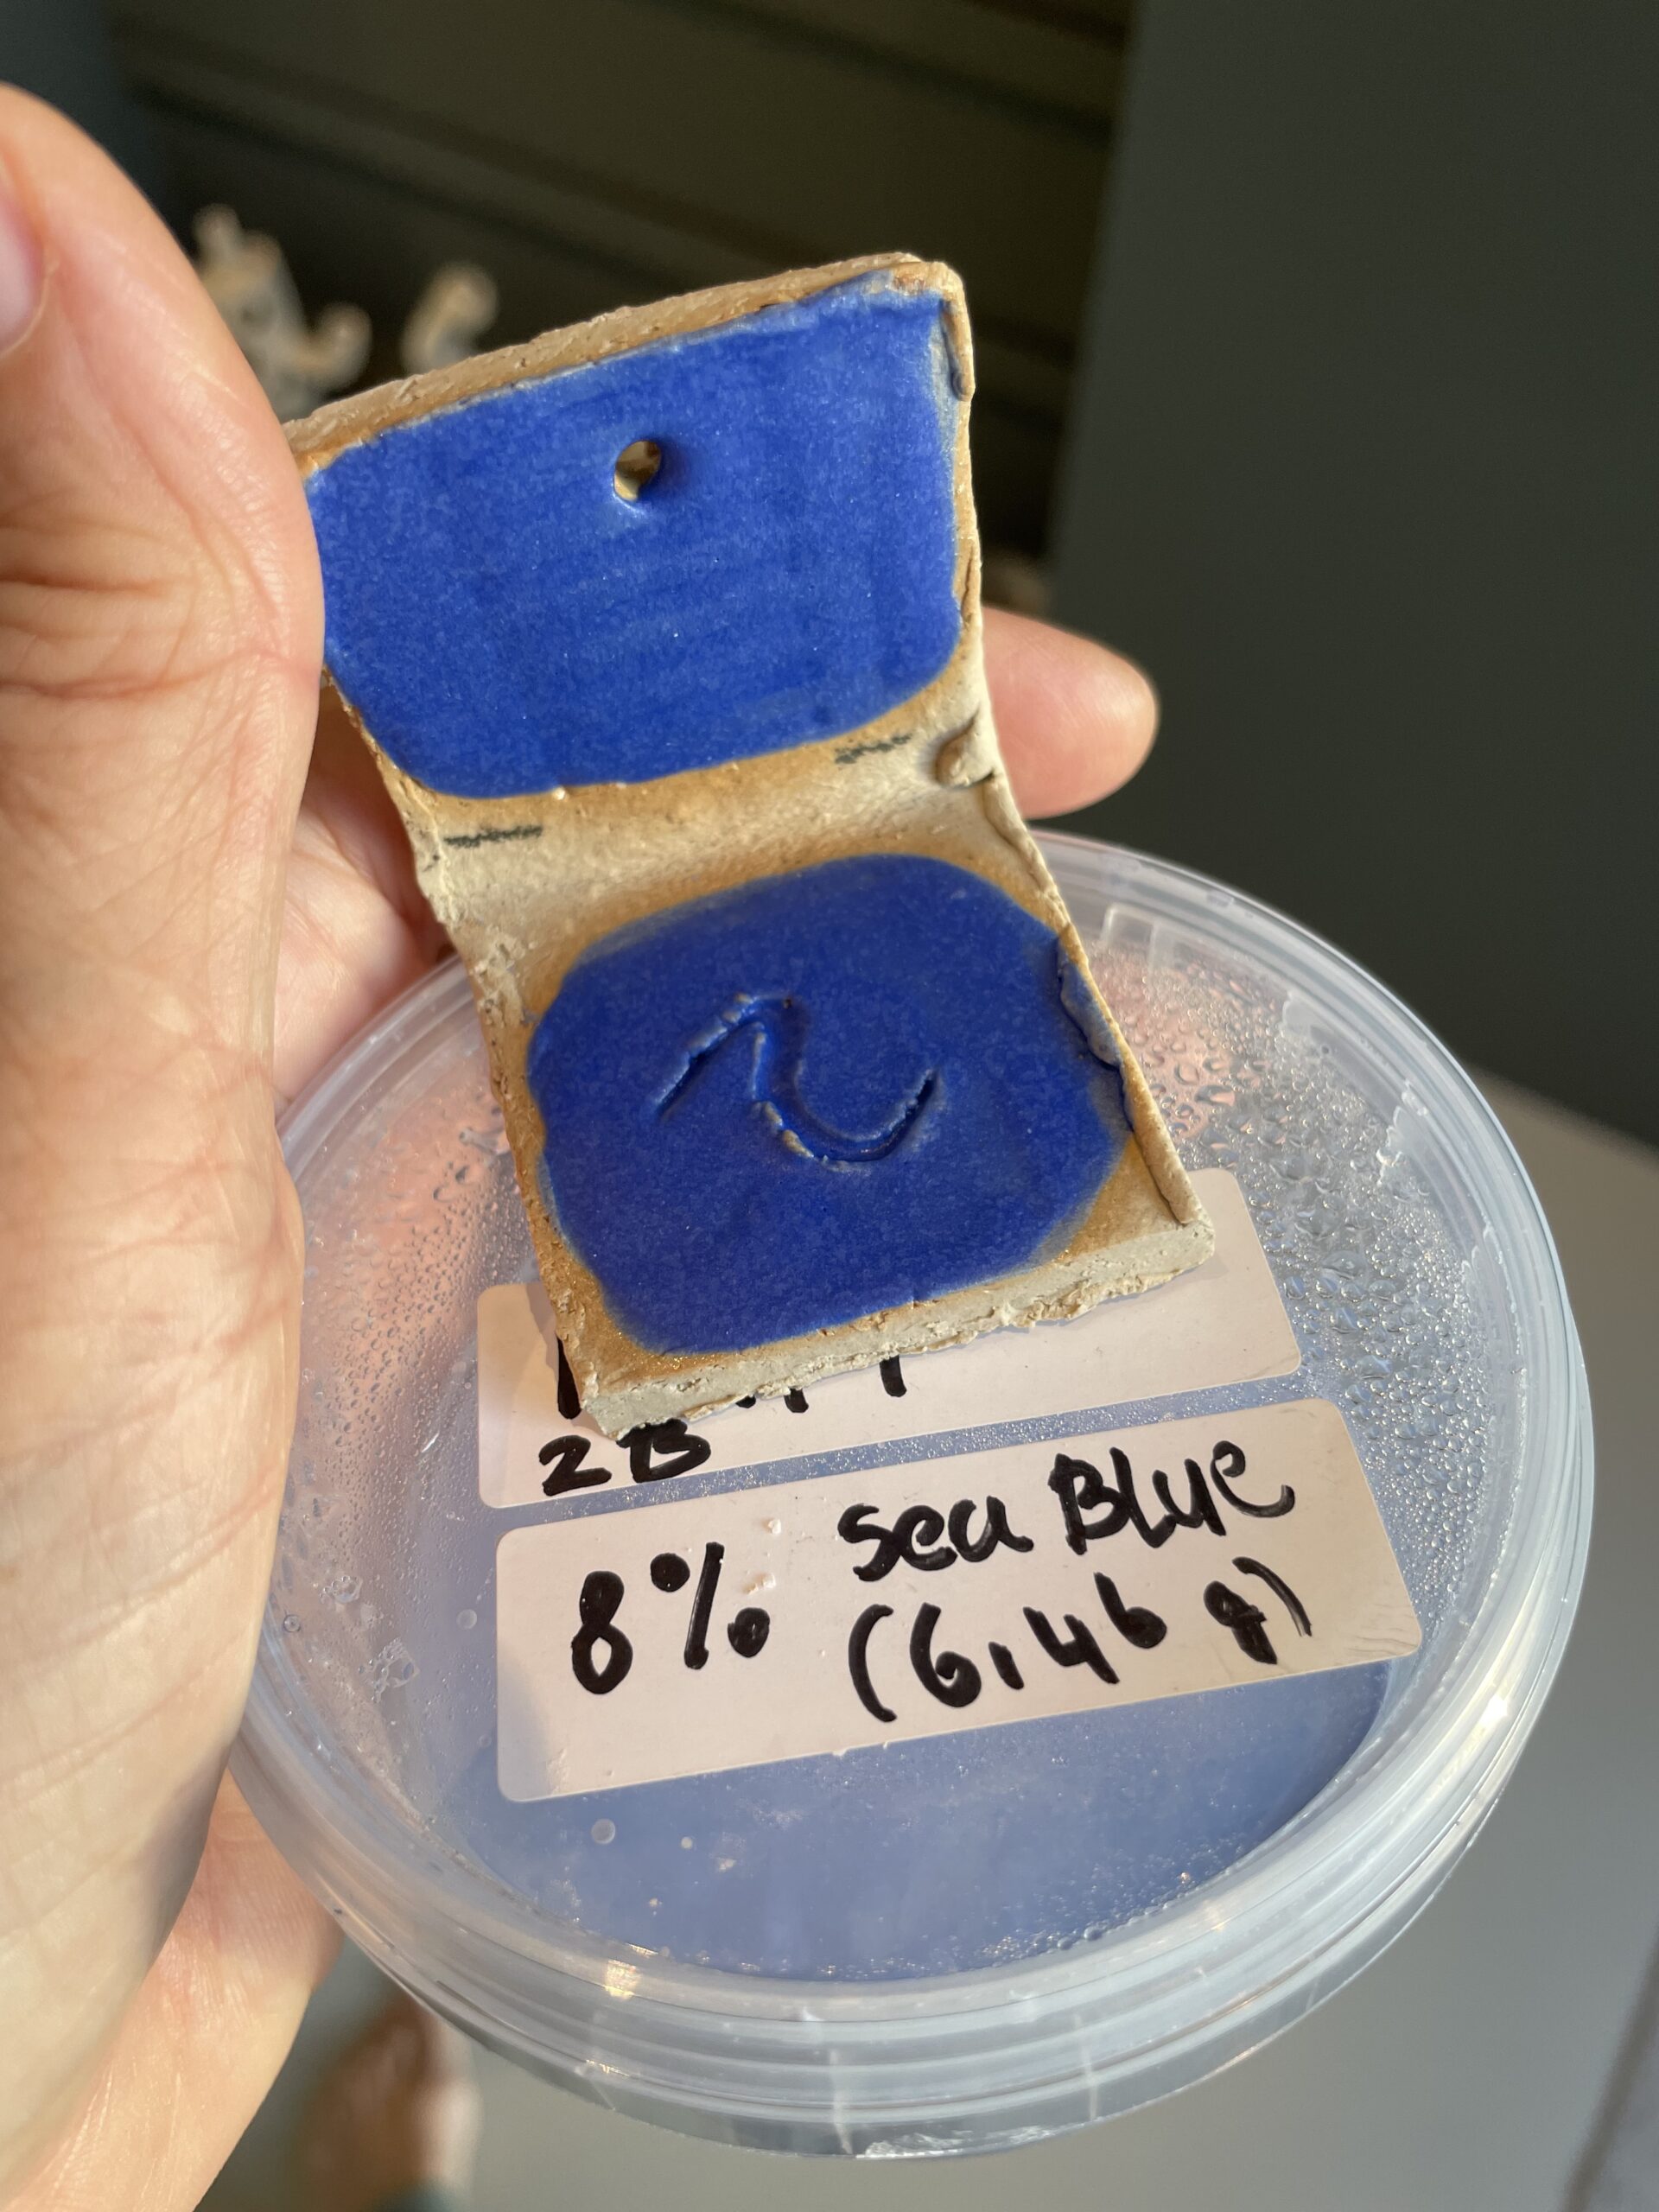 2B
8% Sea Blue
(6,46 g)